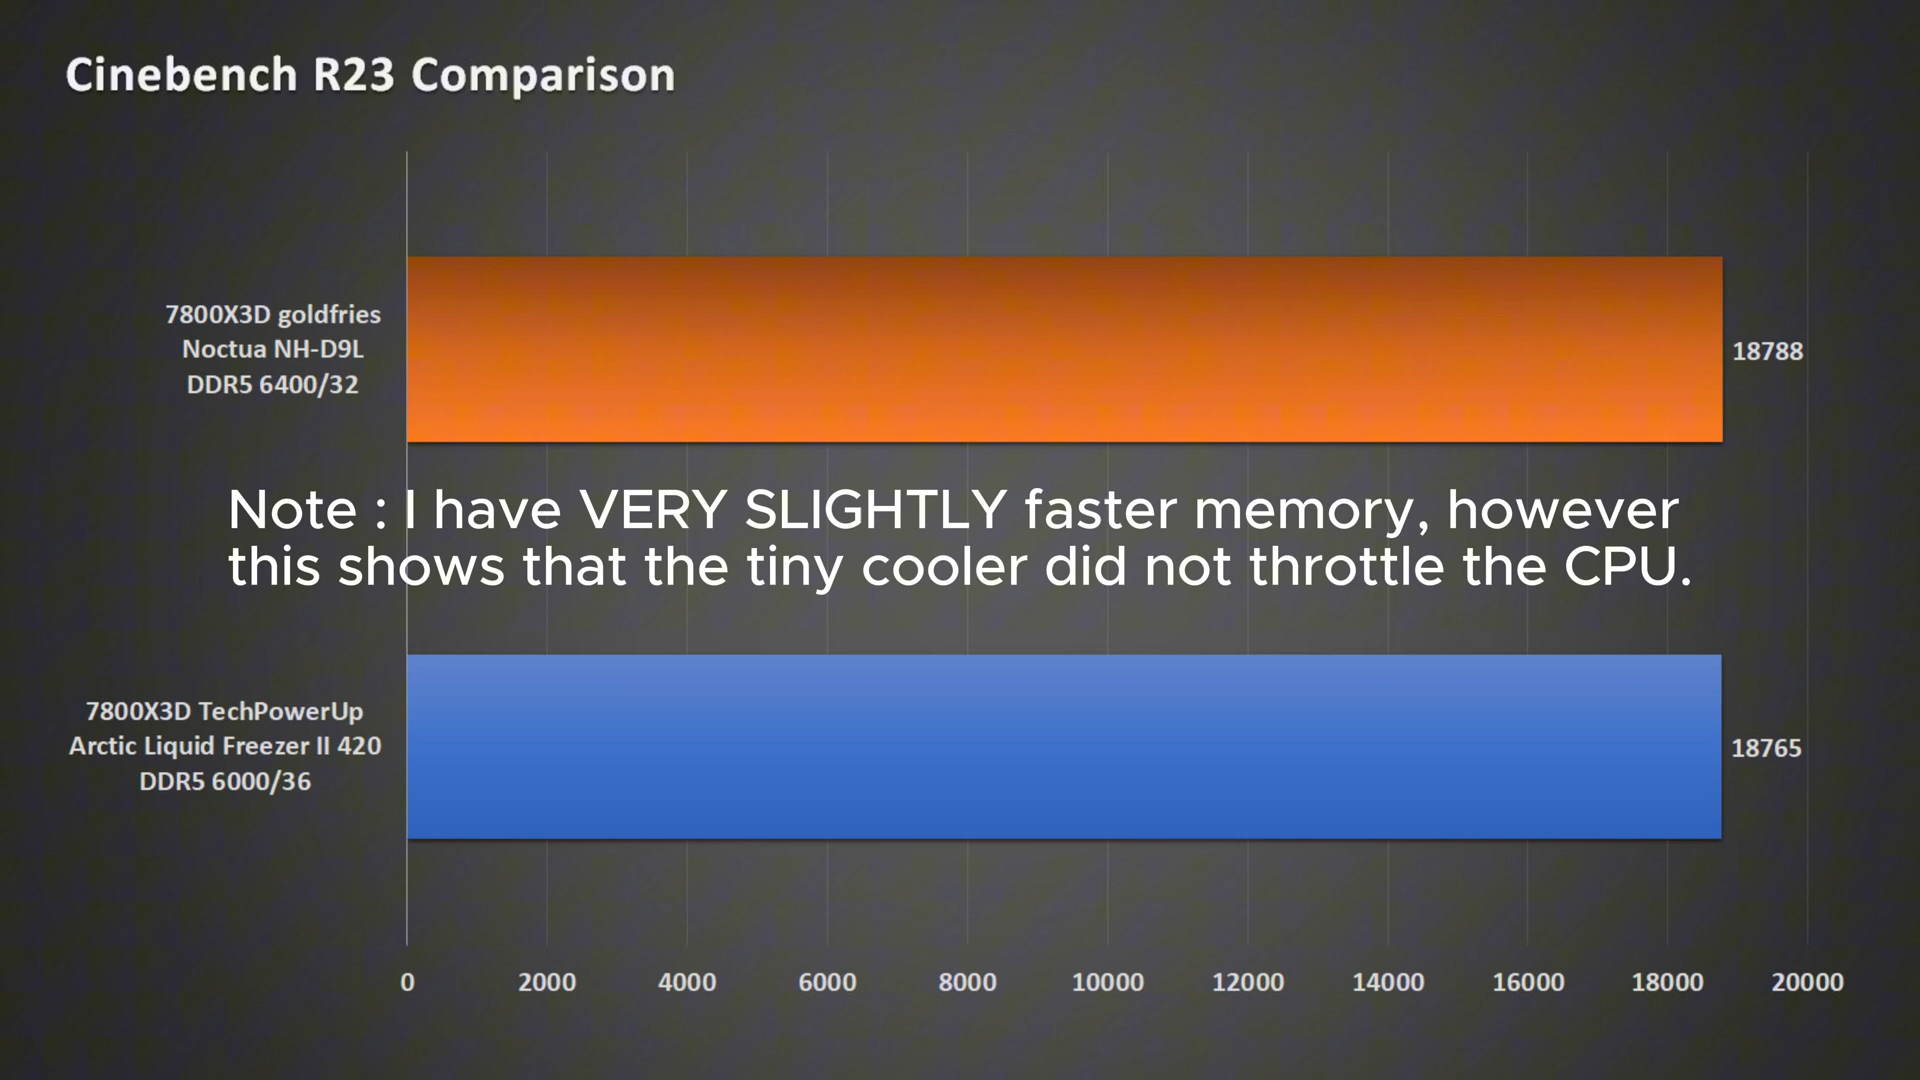 Cinebench R23 Comparison
7800X3D goldfries
Noctua NH-D9L
DDR5 6400/32
18788
Note : I have VERY SLIGHTLY faster memory, however
this shows that the tiny cooler did not throttle the CPU.
7800X3D TechPowerUp
Arctic Liquid Freezer II 420
DDR5 6000/36
18765
0 2000 4000 6000 8000 10000 12000 14000 16000 18000 20000